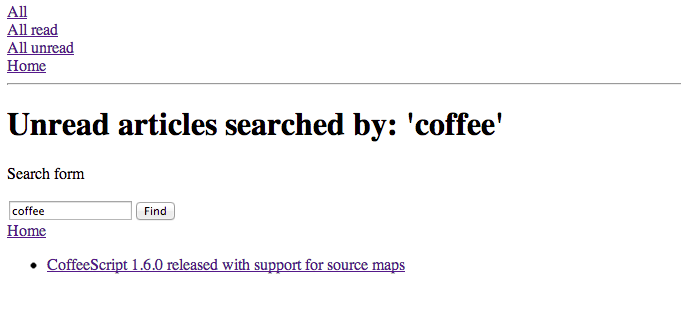 All
All read
All unread
Home
Unread articles searched by: 'coffee'
Search form
coffee Find
Home
CoffeeScript 1.6.0 released with support for source maps